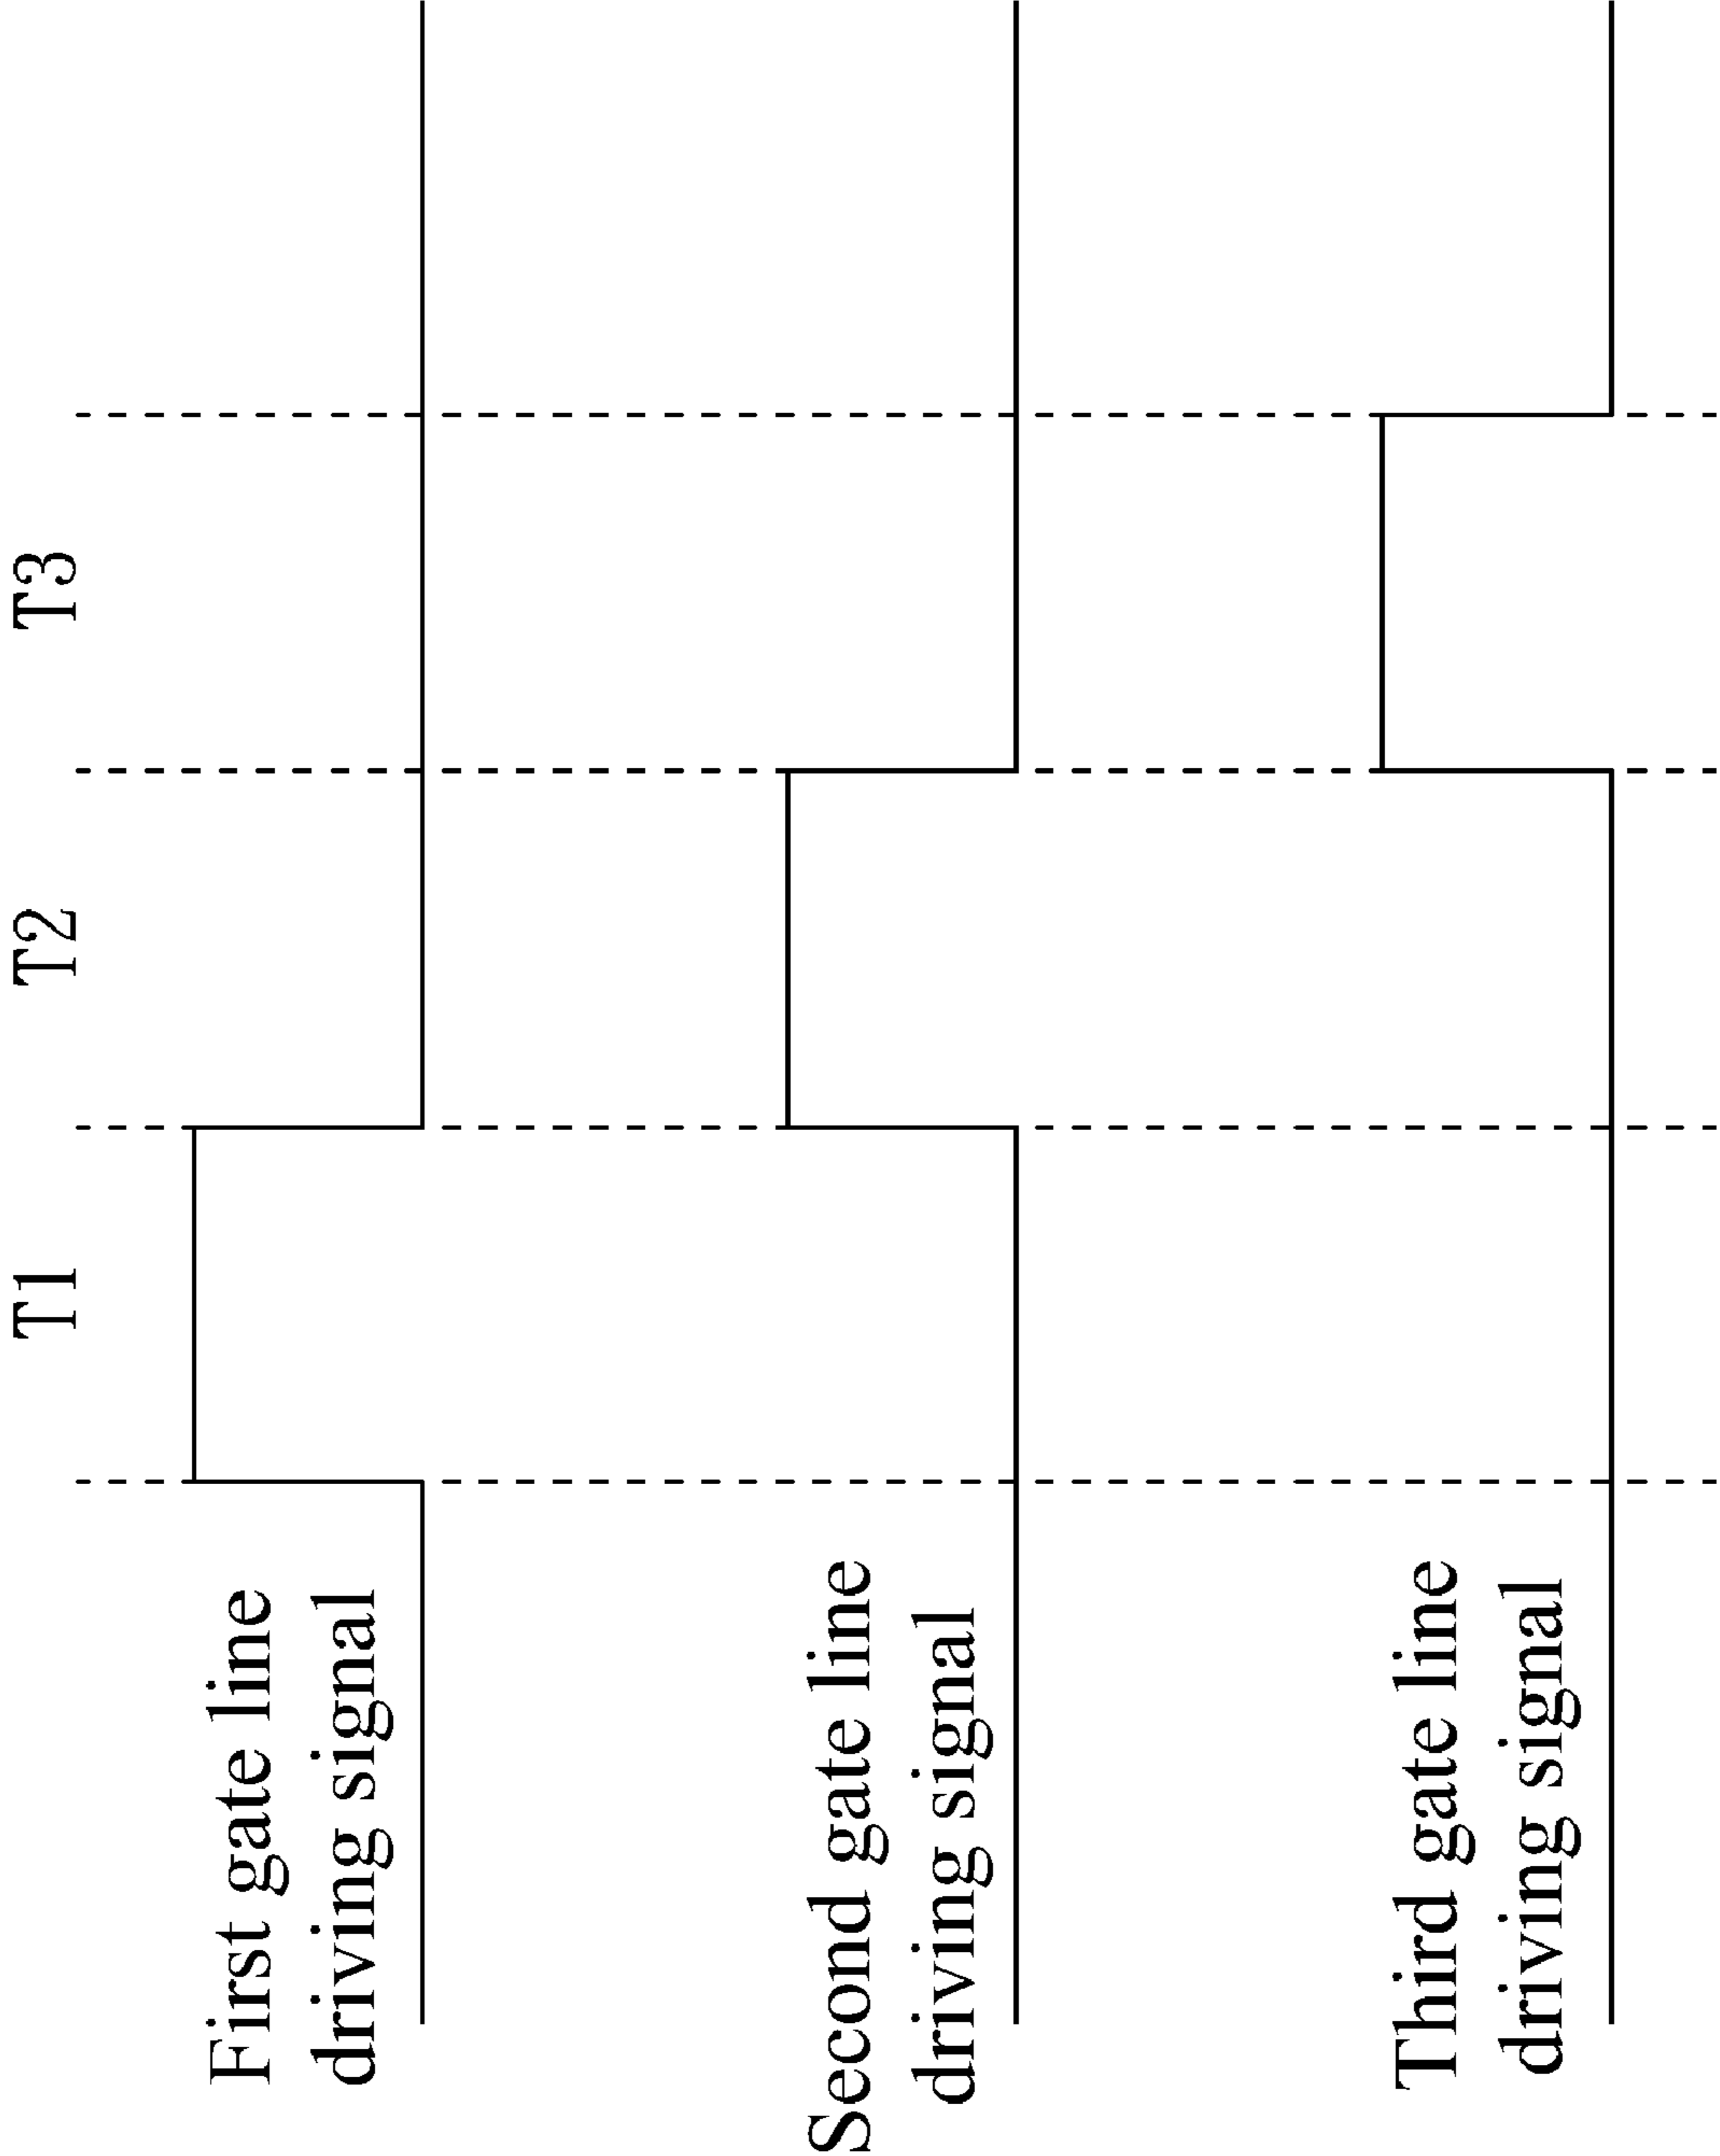 T1 T2 T3
First gate line
driving signal
Second gate line
driving signal
Third gate line
driving signal